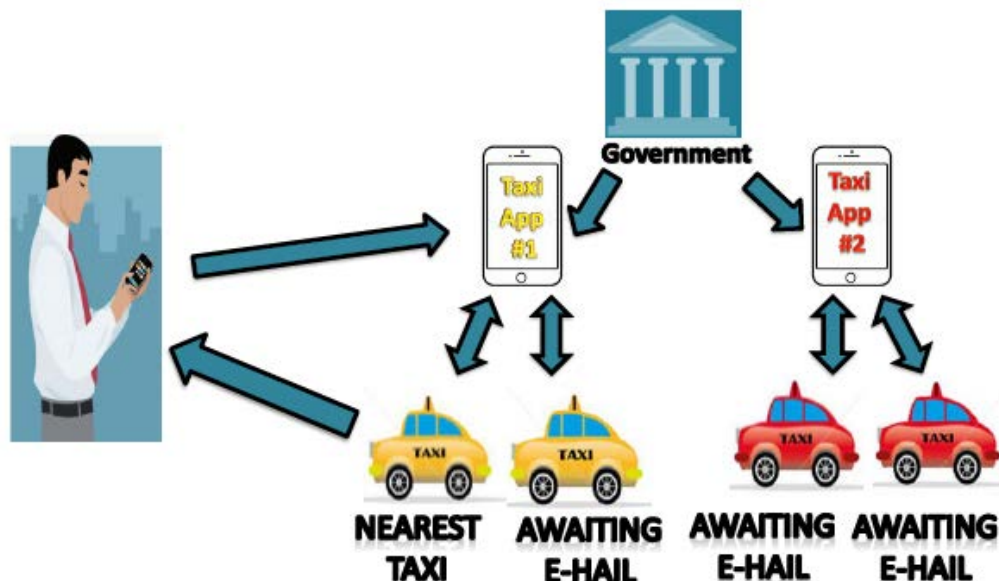 Government
Taxi
App
#1
Taxi
App
#2
TAXI
TAXI
TAXI
TAXI
NEAREST
TAXI
AWAITING
E-HAIL
AWAITING
E-HAIL
AWAITING
E-HAIL